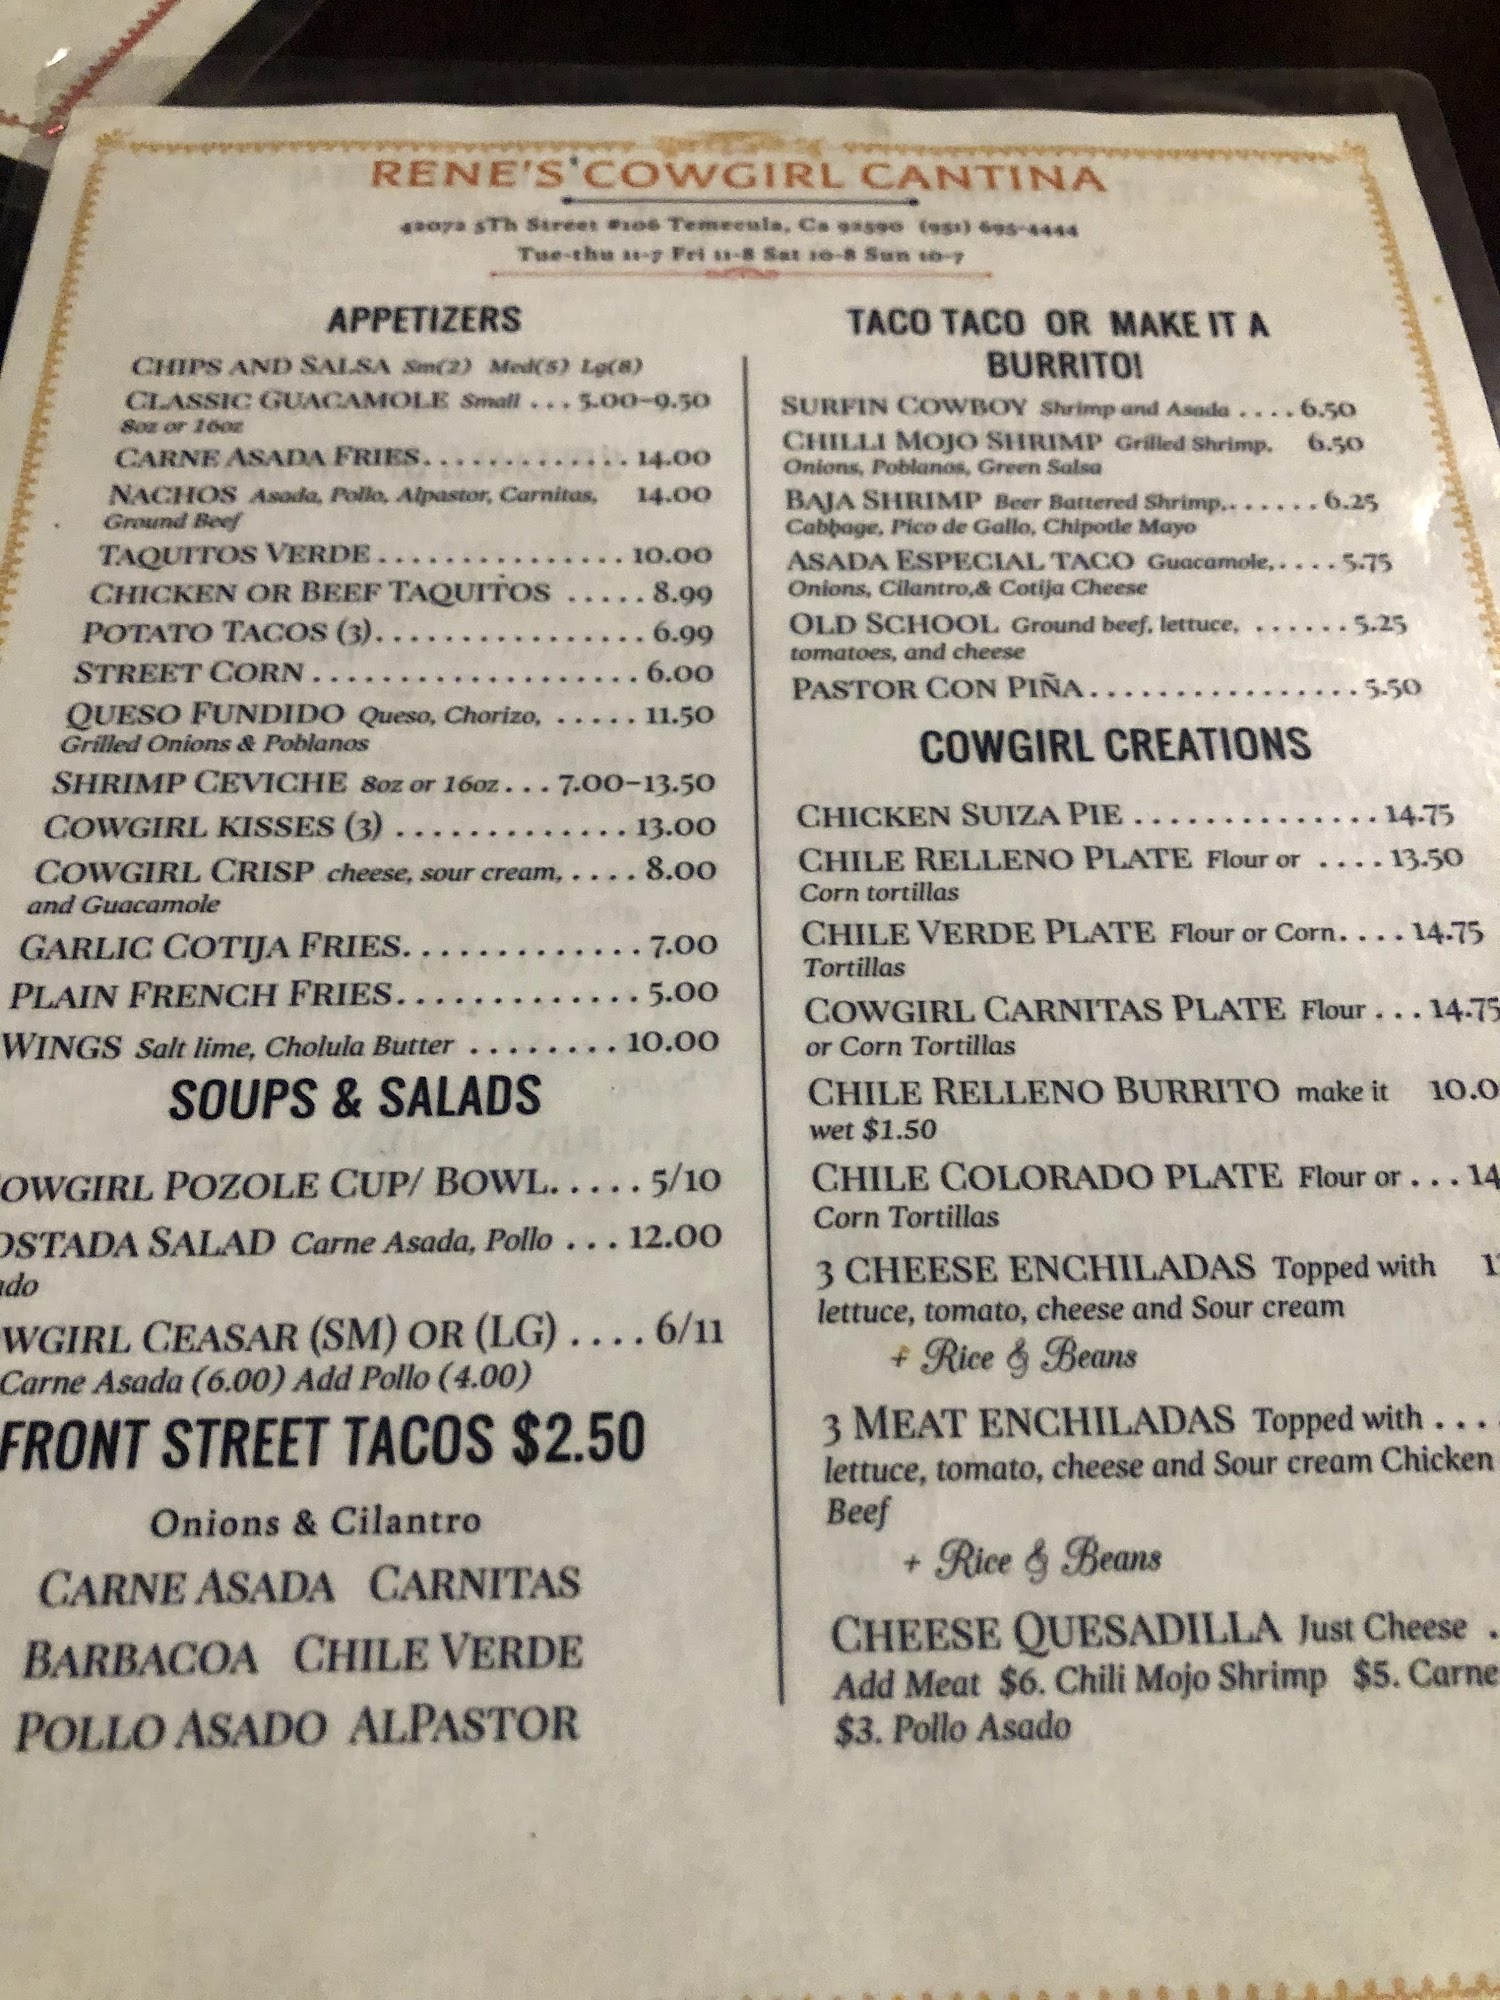 RENE'S COWGIRL CANTINA
42072 5Th Street #106 Temecula, Ca 92590 (951) 695-4444
Tue-thu 11-7 Fri 11-8 Sat 10-8 Sun 10-7
APPETIZERS
CHIPS AND SALSA Sm(2) Med(5) Lg(8)
CLASSIC GUACAMOLE Small ... 5.00-9.50
8oz or 16oz
CARNE ASADA FRIES............. 14.00
NACHOS Asada, Pollo, Alpastor, Carnitas, 14.00
Ground Beef
TAQUITOS VERDE................ 10.00
CHICKEN OR BEEF TAQUITOS ..... 8.99
POTATO TACOS (3)................ 6.99
STREET CORN................... 6.00
QUESO FUNDIDO Queso, Chorizo, ..... 11.50
Grilled Onions & Poblanos
SHRIMP CEVICHE 8oz or 16oz... 7.00-13.50
COWGIRL KISSES (3) ............. 13.00
COWGIRL CRISP cheese, sour cream, .... 8.00
and Guacamole
GARLIC COTIJA FRIES............. 7.00
PLAIN FRENCH FRIES............. 5.00
WINGS Salt lime, Cholula Butter ........ 10.00
SOUPS & SALADS
OWGIRL POZOLE CUP/ BOWL..... 5/10
OSTADA SALAD Carne Asada, Pollo ... 12.00
ado
WGIRL CEASAR (SM) OR (LG) .... 6/11
Carne Asada (6.00) Add Pollo (4.00)
FRONT STREET TACOS $2.50
Onions & Cilantro
CARNE ASADA CARNITAS
BARBACOA CHILE VERDE
POLLO ASADO ALPASTOR
TACO TACO OR MAKE IT A
BURRITO!
SURFIN COWBOY Shrimp and Asada .... 6.50
CHILLI MOJO SHRIMP Grilled Shrimp, 6.50
Onions, Poblanos, Green Salsa
BAJA SHRIMP Beer Battered Shrimp,....... 6.25
Cabbage, Pico de Gallo, Chipotle Mayo
ASADA ESPECIAL TACO Guacamole,.... 5.75
Onions, Cilantro,& Cotija Cheese
OLD SCHOOL Ground beef, lettuce, ...... 5.25
tomatoes, and cheese
PASTOR CON PIÑA................ 5.50
COWGIRL CREATIONS
CHICKEN SUIZA PIE .............. 14.75
CHILE RELLENO PLATE Flour or .... 13.50
Corn tortillas
CHILE VERDE PLATE Flour or Corn.... 14.75
Tortillas
COWGIRL CARNITAS PLATE Flour ... 14.75
or Corn Tortillas
CHILE RELLENO BURRITO make it 10.0
wet $1.50
CHILE COLORADO PLATE Flour or ... 14
Corn Tortillas
3 CHEESE ENCHILADAS Topped with
lettuce, tomato, cheese and Sour cream
+ Rice & Beans
3 MEAT ENCHILADAS Topped with ...
lettuce, tomato, cheese and Sour cream Chicken
Beef
+ Rice & Beans
CHEESE QUESADILLA Just Cheese .
Add Meat $6. Chili Mojo Shrimp $5. Carne
$3. Pollo Asado